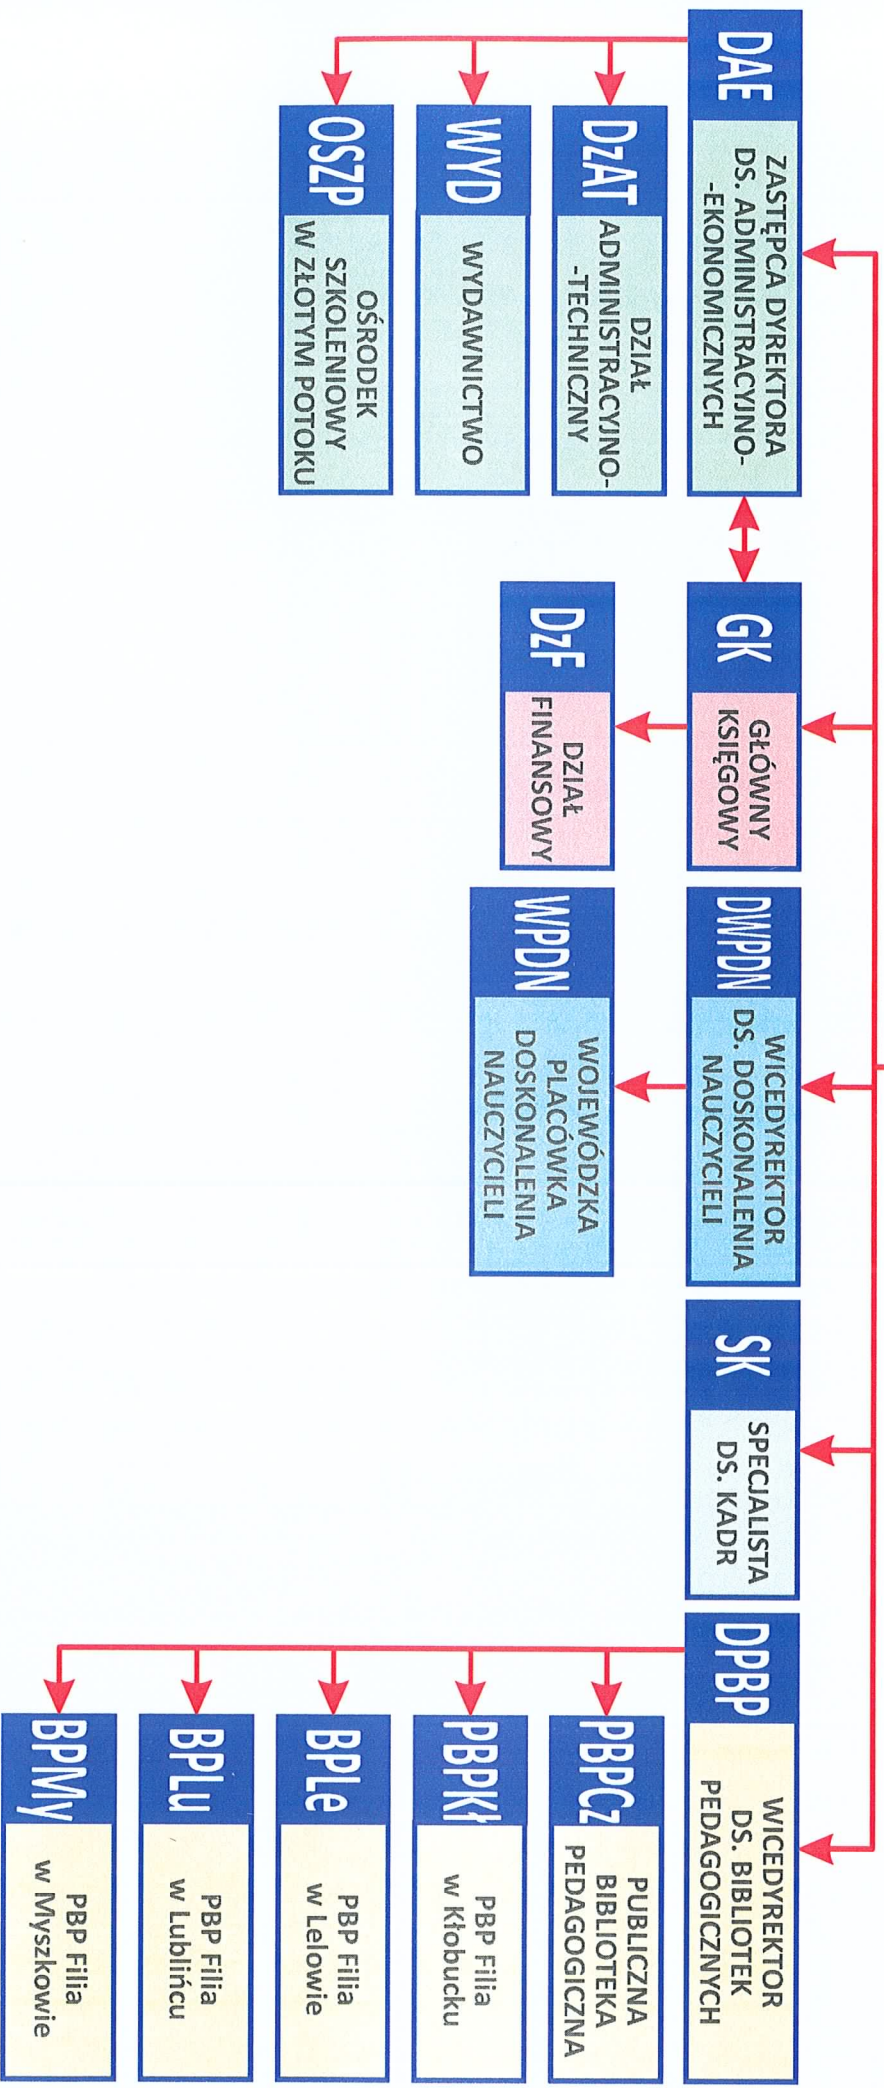 DAE
ZASTĘPCA DYREKTORA
DS. ADMINISTRACYJNO-
-EKONOMICZNYCH
DzAT
DZIAŁ
ADMINISTRACYJNO-
-TECHNICZNY
WYD
WYDAWNICTWO
OSZP
OŚRODEK
SZKOLENIOWY
W ZŁOTYM POTOKU
GK
GŁÓWNY
KSIĘGOWY
DzF
DZIAŁ
FINANSOWY
DWPDN
WICEDYREKTOR
DS. DOSKONALENIA
NAUCZYCIELI
WPDN
WOJEWÓDZKA
PLACÓWKA
DOSKONALENIA
NAUCZYCIELI
SK
SPECJALISTA
DS. KADR
DPBP
WICEDYREKTOR
DS. BIBLIOTEK
PEDAGOGICZNYCH
PBPCz
PUBLICZNA
BIBLIOTEKA
PEDAGOGICZNA
PBPKł
PBP Filia
w Kłobucku
BPLe
PBP Filia
w Lelowie
BPLu
PBP Filia
w Lublińcu
BPMy
PBP Filia
w Myszkowie